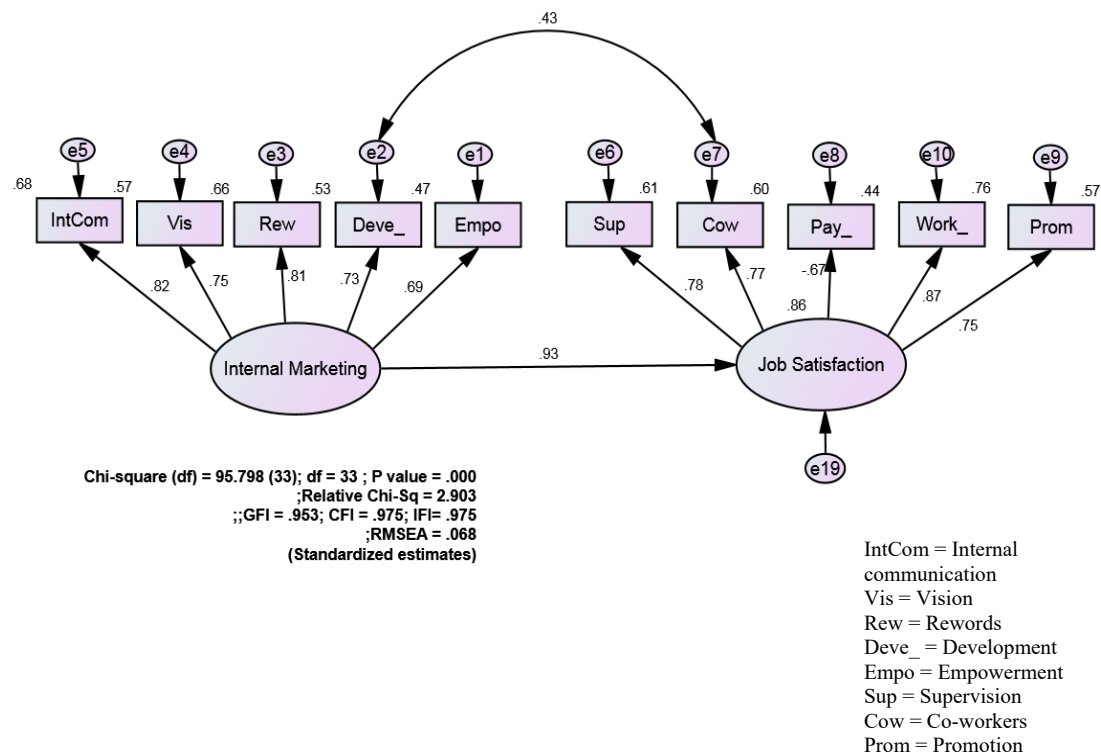 .43
e5 e4 e3 e2 e1 e6 e7 e8 e10 e9
.68 .57 .66 .53 .47 .61 .60 .44 .76 .57
IntCom Vis Rew Deve_ Empo Sup Cow Pay_ Work_ Prom
.82 .75 .81 .73 .69 .78 .77 -.67 .87 .75
.86
Internal Marketing .93 Job Satisfaction
e19
Chi-square (df) = 95.798 (33); df = 33 ; P value = .000
;Relative Chi-Sq = 2.903
;;GFI = .953; CFI = .975; IFI= .975
;RMSEA = .068
(Standardized estimates)
IntCom = Internal
communication
Vis = Vision
Rew = Rewords
Deve_ = Development
Empo = Empowerment
Sup = Supervision
Cow = Co-workers
Prom = Promotion